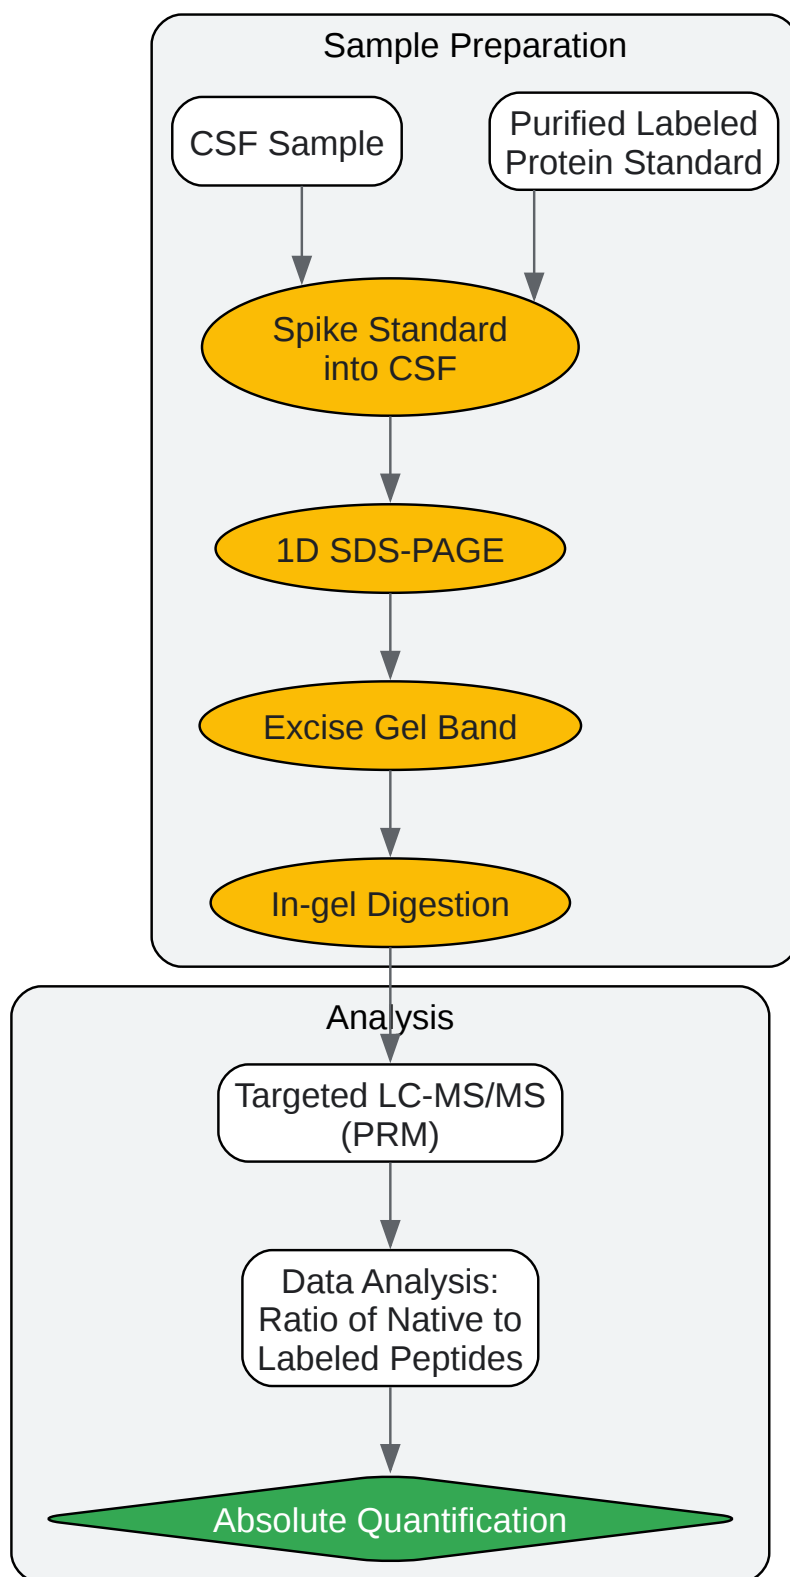 Sample Preparation
CSF Sample
Purified Labeled
Protein Standard
Spike Standard
into CSF
1D SDS-PAGE
Excise Gel Band
In-gel Digestion
Analysis
Targeted LC-MS/MS
(PRM)
Data Analysis:
Ratio of Native to
Labeled Peptides
Absolute Quantification